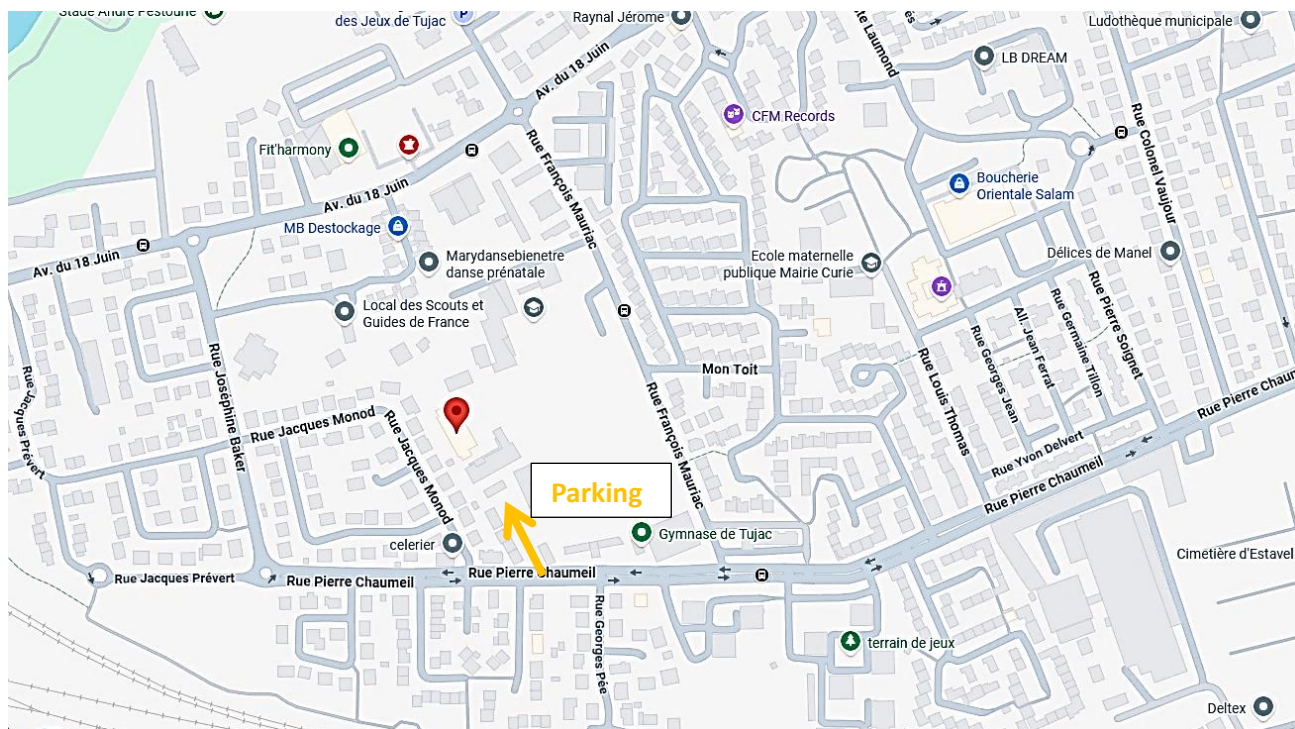 Stade André Pestourie
des Jeux de Tujac
Raynal Jérôme
Ludothèque municipale
LB DREAM
Av. du 18 Juin
CFM Records
Rue Colonel Vaujour
Fit'harmony
Rue François Mauriac
Boucherie
Orientale Salam
Av. du 18 Juin
MB Destockage
Av. du 18 Juin
Marydansebienetre
danse prénatale
Ecole maternelle
publique Mairie Curie
Délices de Manel
Local des Scouts et
Guides de France
Rue Pierre Soignet
Rue Germaine Tillon
All. Jean Ferrat
Rue Georges Jean
Rue Louis Thomas
Mon Toit
Rue Jacques Prévert
Rue Joséphine Baker
Rue Jacques Monod
Rue Jacques Monod
Rue François Mauriac
Rue Pierre Chaum
Rue Yvon Delvert
Rue Pierre Chaumeil
Parking
Gymnase de Tujac
celerier
Cimetière d'Estavel
Rue Jacques Prévert
Rue Pierre Chaumeil
Rue Pierre Chaumeil
Rue Georges Pée
terrain de jeux
Deltex